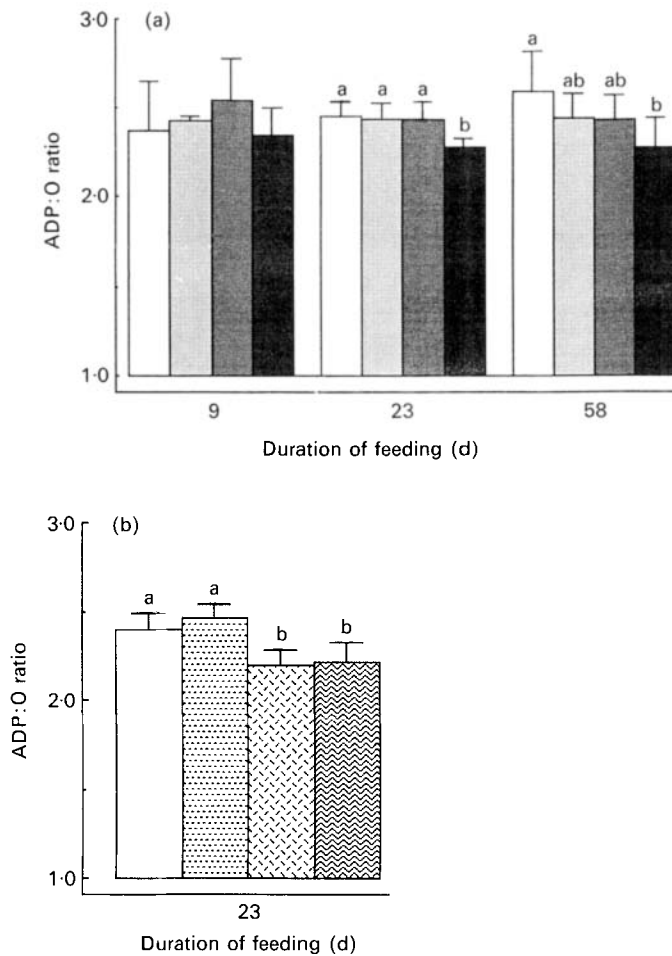 (a)
3·0
2·0
1·0
ADP:O ratio
a a a b
a ab ab b
9 23 58
Duration of feeding (d)
(b)
3·0
2·0
1·0
ADP:O ratio
a a b b
23
Duration of feeding (d)